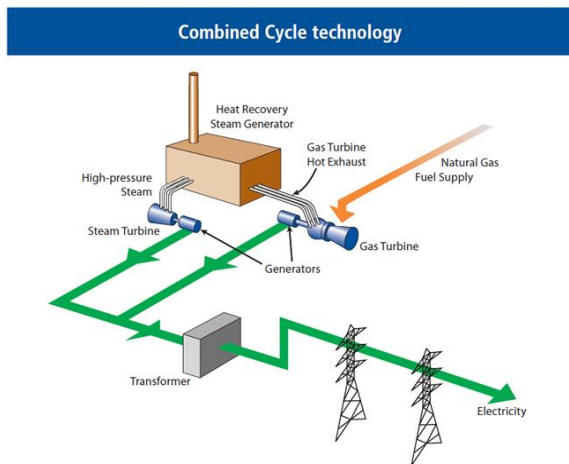 Combined Cycle technology
Heat Recovery
Steam Generator
Gas Turbine
Hot Exhaust
Natural Gas
Fuel Supply
High-pressure
Steam
Steam Turbine
Gas Turbine
Generators
Transformer
Electricity